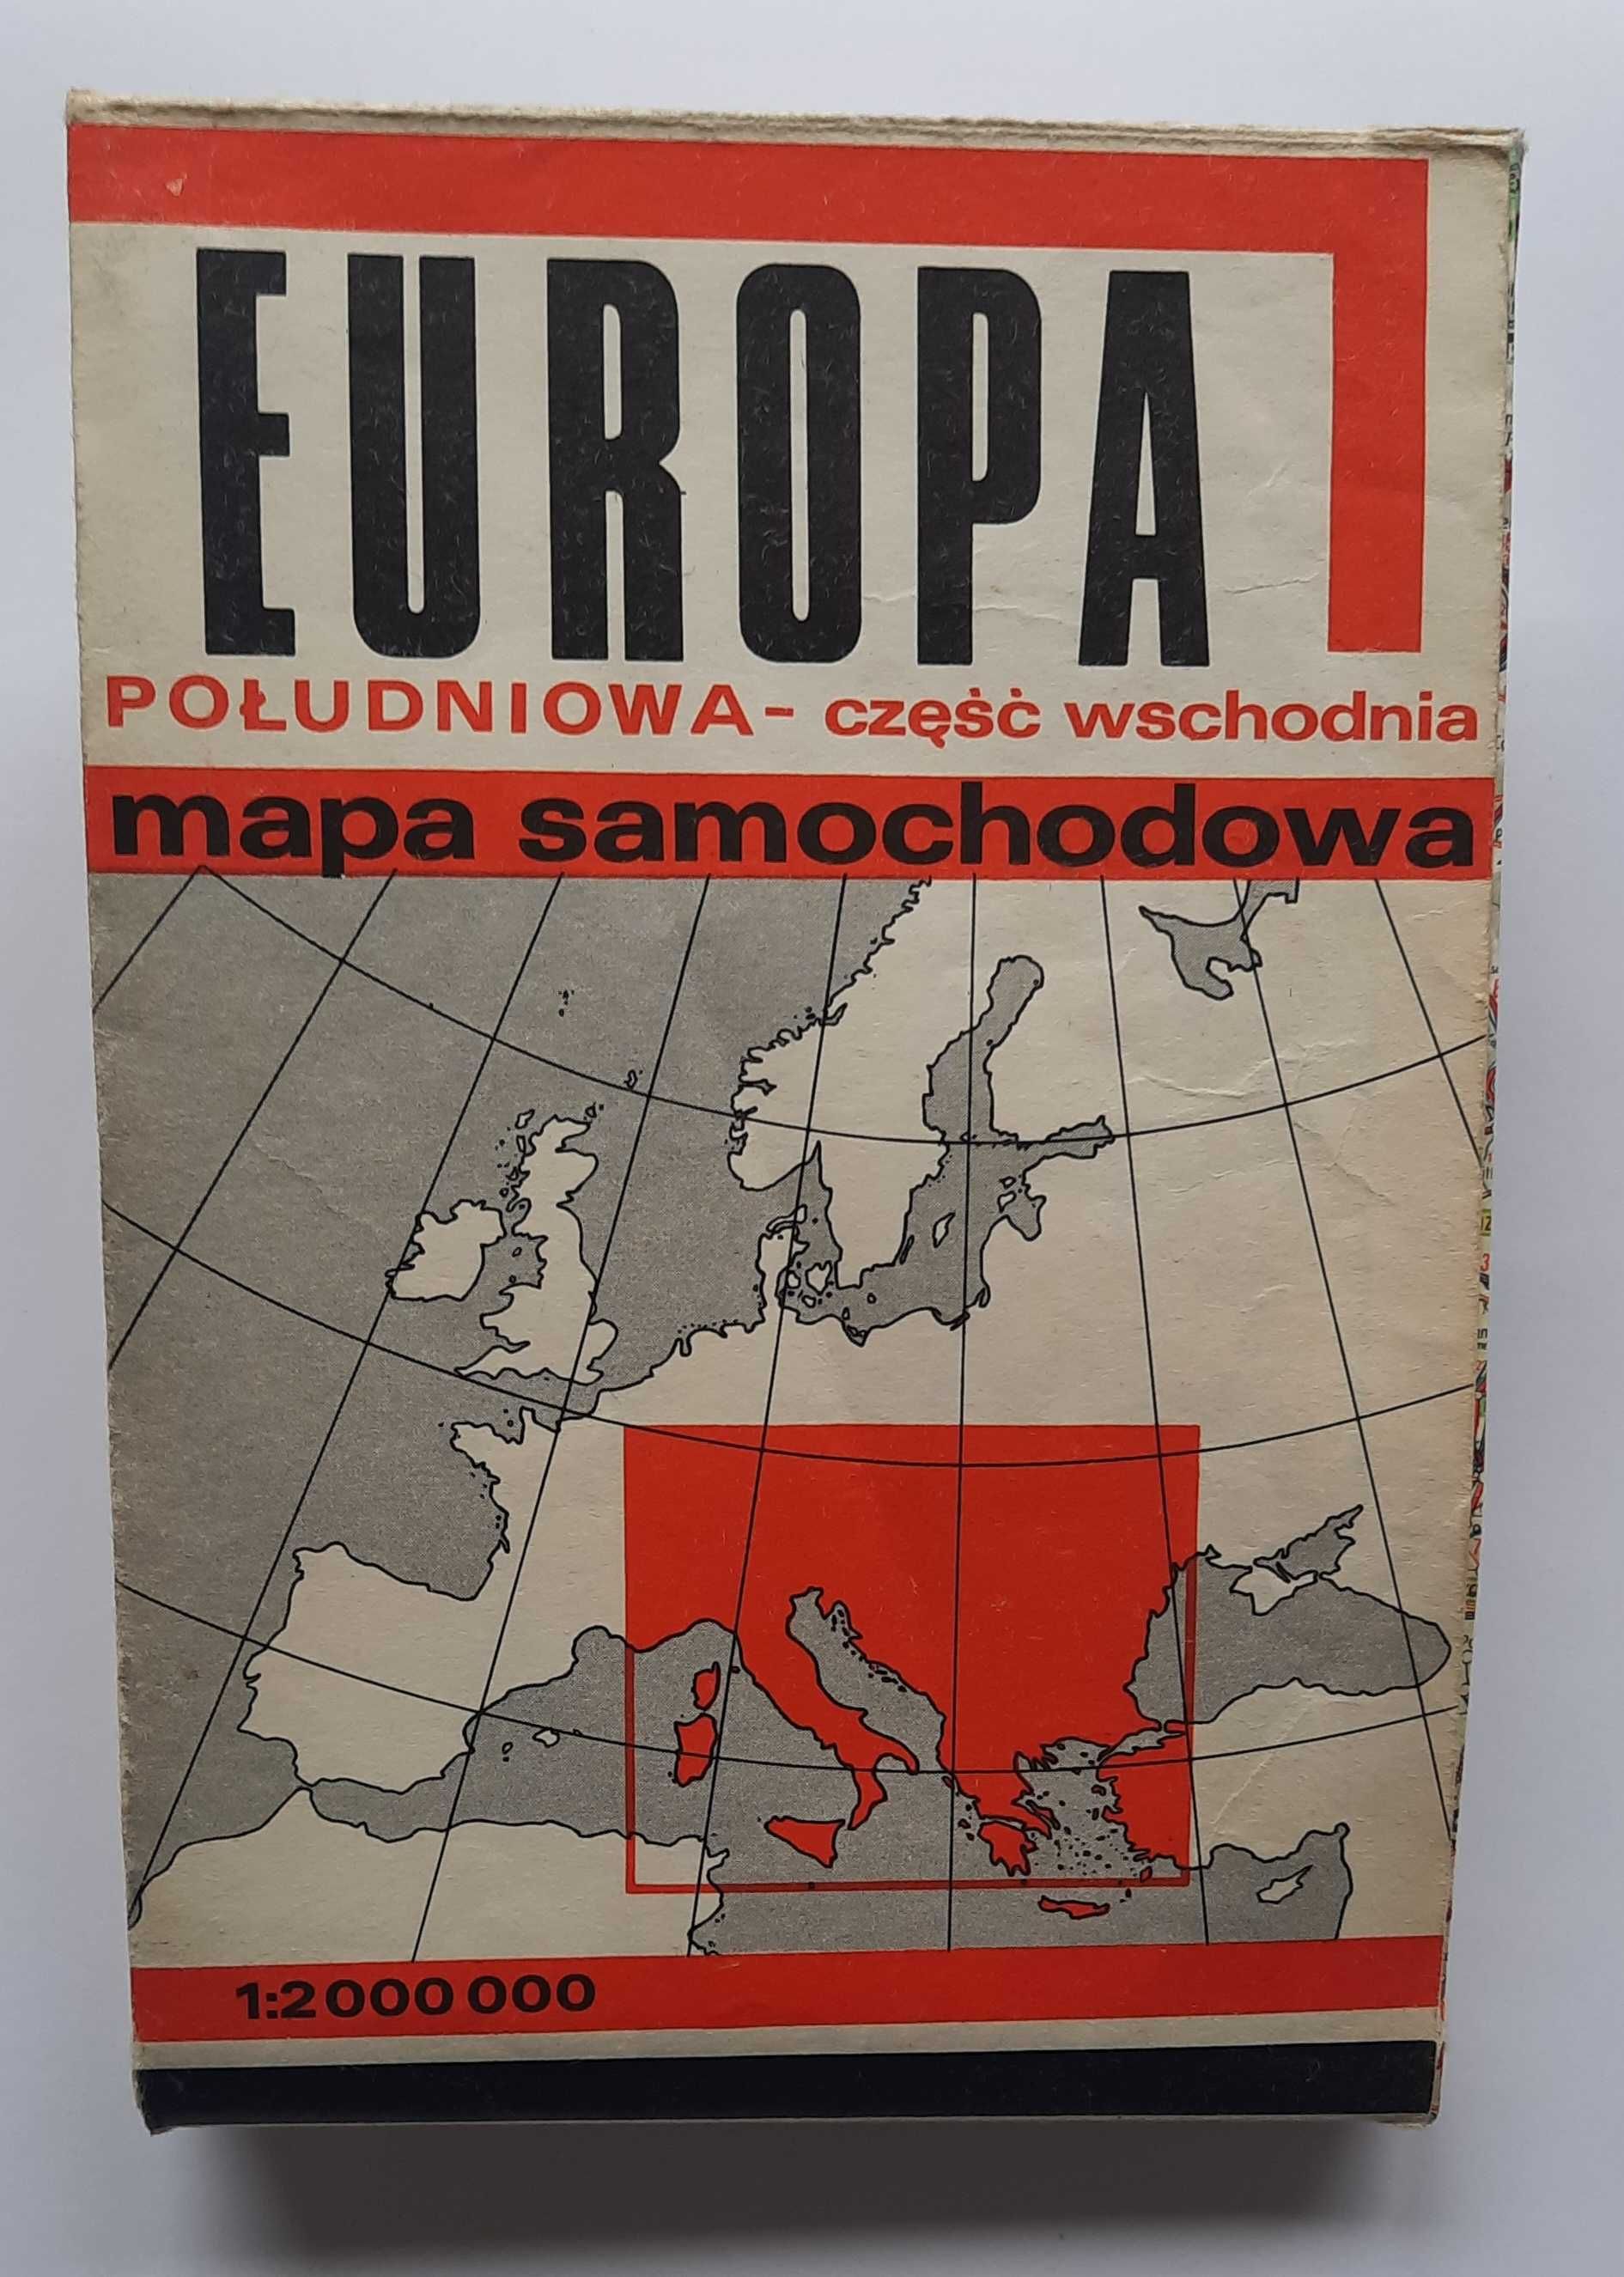 EUROPA
POŁUDNIOWA - część wschodnia
mapa samochodowa
1:2 000 000